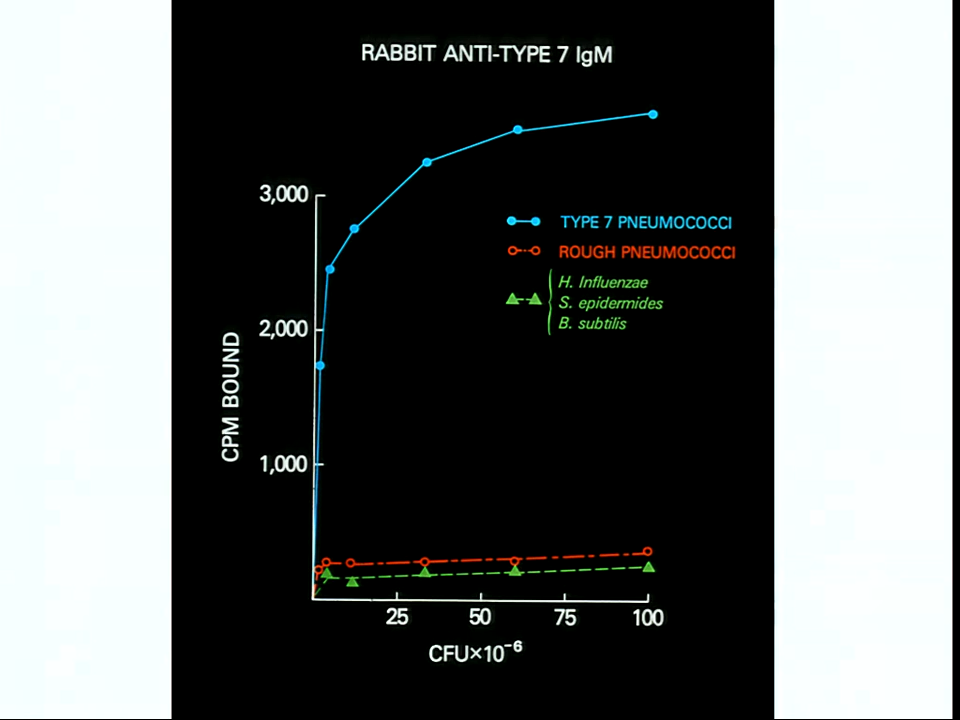 RABBIT ANTI-TYPE 7 IgM
3,000
2,000
1,000
CPM BOUND
TYPE 7 PNEUMOCOCCI
ROUGH PNEUMOCOCCI
H. Influenzae
S. epidermides
B. subtilis
25 50 75 100
CFU×10⁻⁶